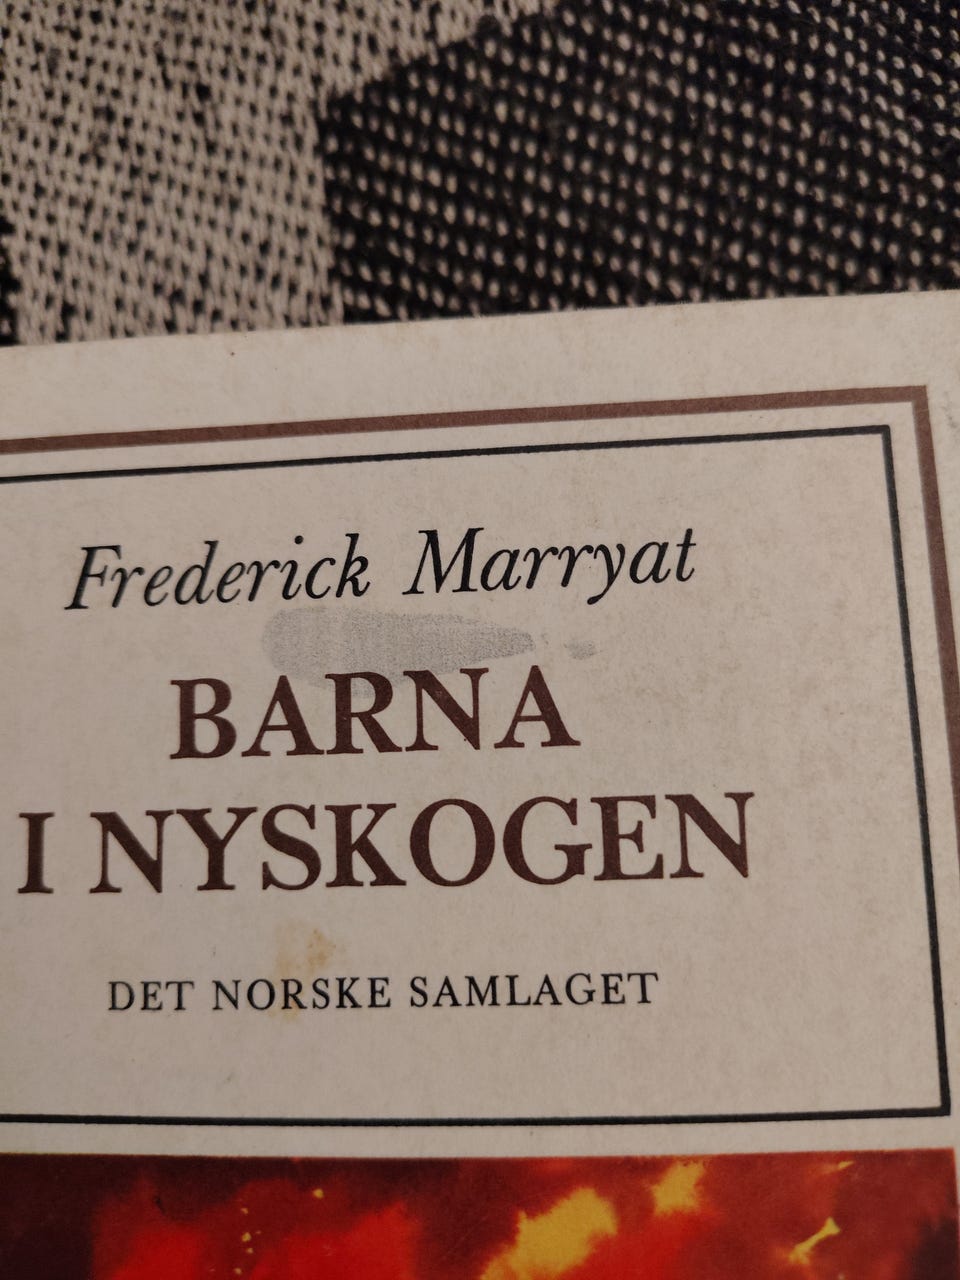 Frederick Marryat
BARNA
I NYSKOGEN
DET NORSKE SAMLAGET